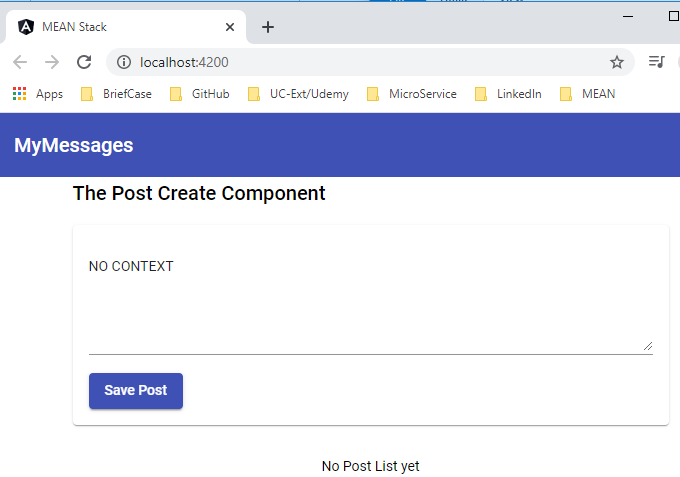 MEAN Stack
localhost:4200
Apps BriefCase GitHub UC-Ext/Udemy MicroService LinkedIn MEAN
MyMessages
The Post Create Component
NO CONTEXT
Save Post
No Post List yet